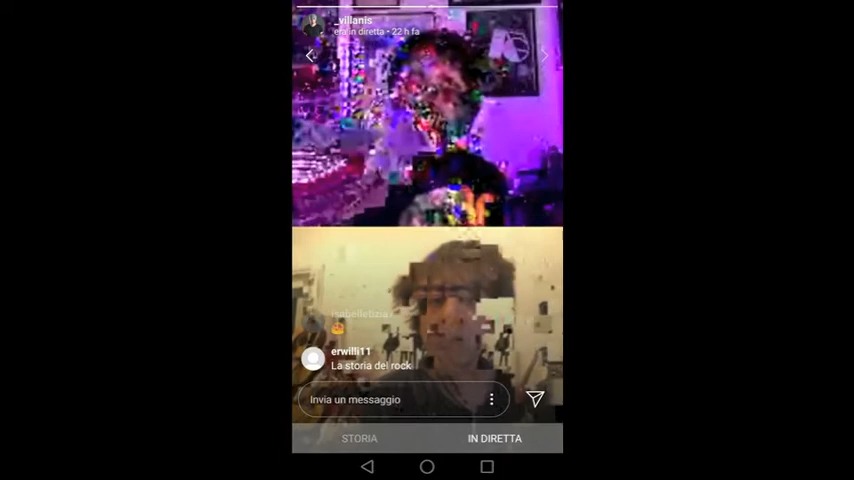 _villanis
era in diretta • 22 h fa
isabelletizia
erwilli11
La storia del rock
Invia un messaggio
STORIA
IN DIRETTA